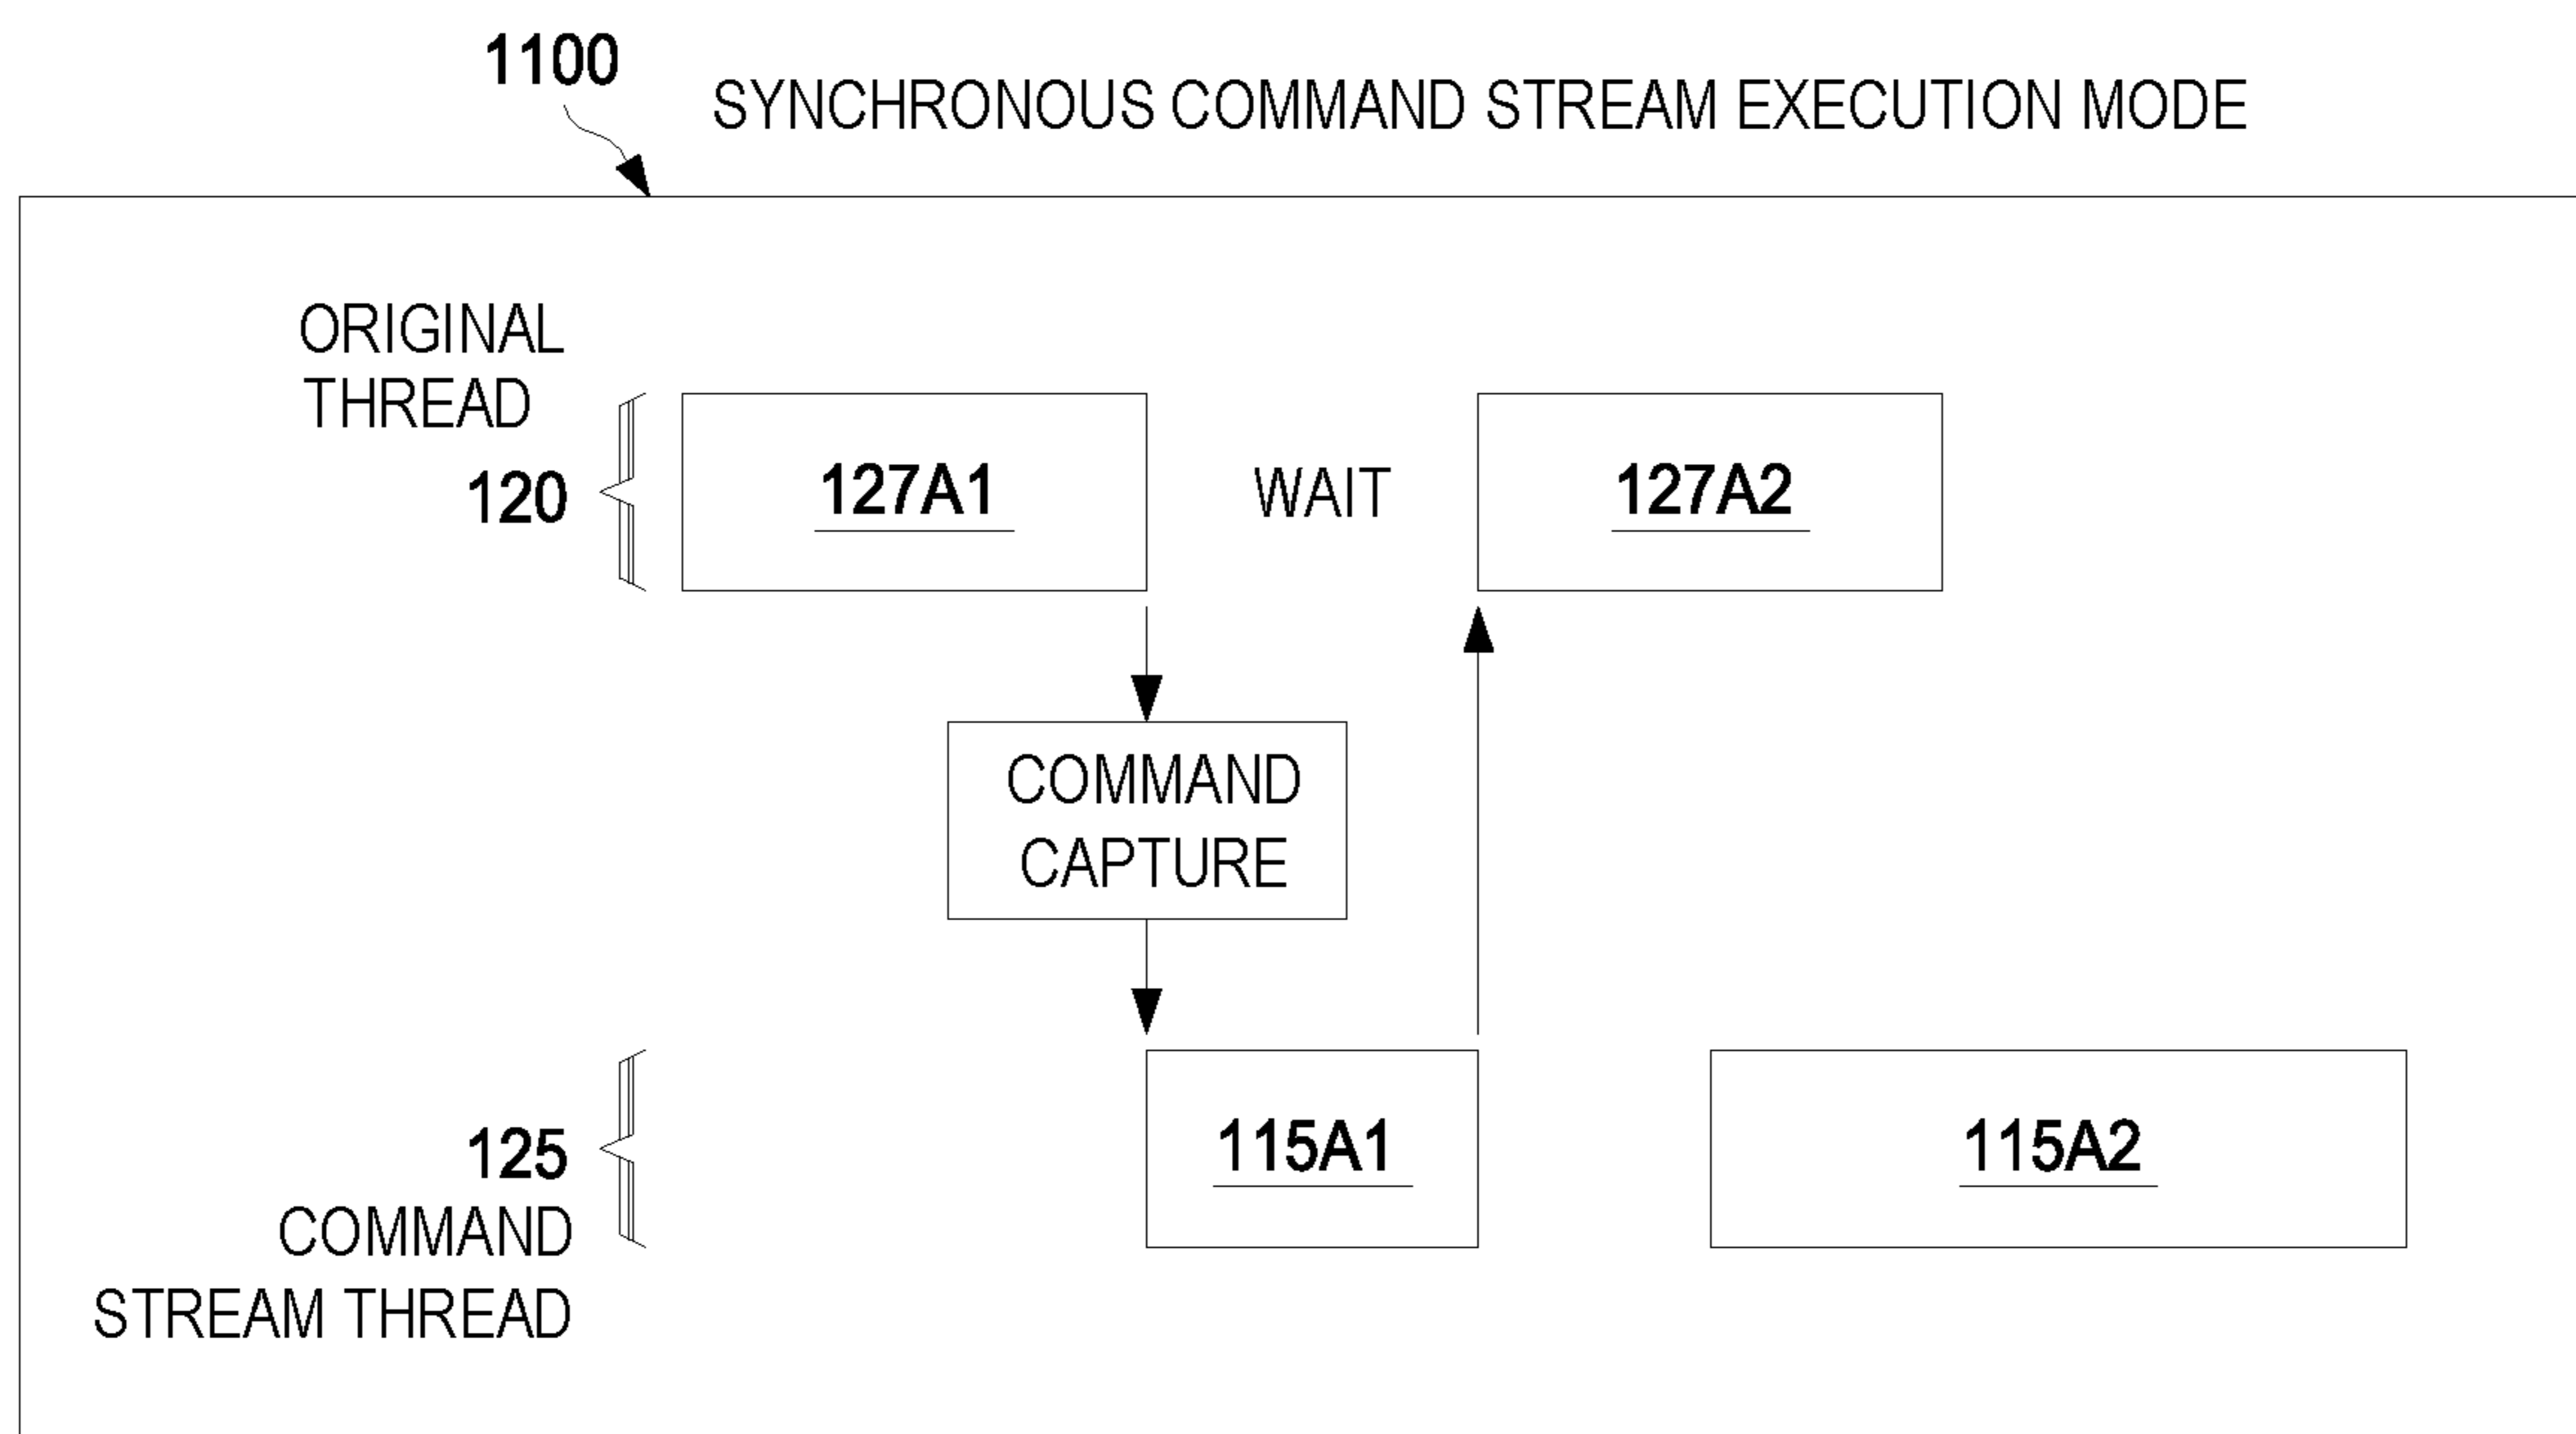 1100
SYNCHRONOUS COMMAND STREAM EXECUTION MODE
ORIGINAL
THREAD
120
127A1
WAIT
127A2
COMMAND
CAPTURE
125
COMMAND
STREAM THREAD
115A1
115A2